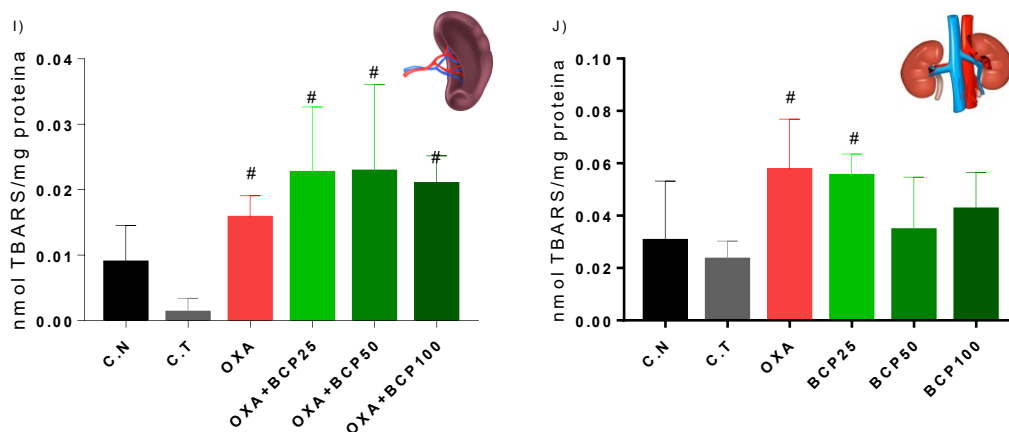 I)
nmol TBARS/mg proteina
0.04
0.03
0.02
0.01
0.00
#
#
#
#
C.N
C.T
OXA
OXA+BCP25
OXA+BCP50
OXA+BCP100
J)
nmol TBARS/mg proteina
0.10
0.08
0.06
0.04
0.02
0.00
#
#
C.N
C.T
OXA
BCP25
BCP50
BCP100